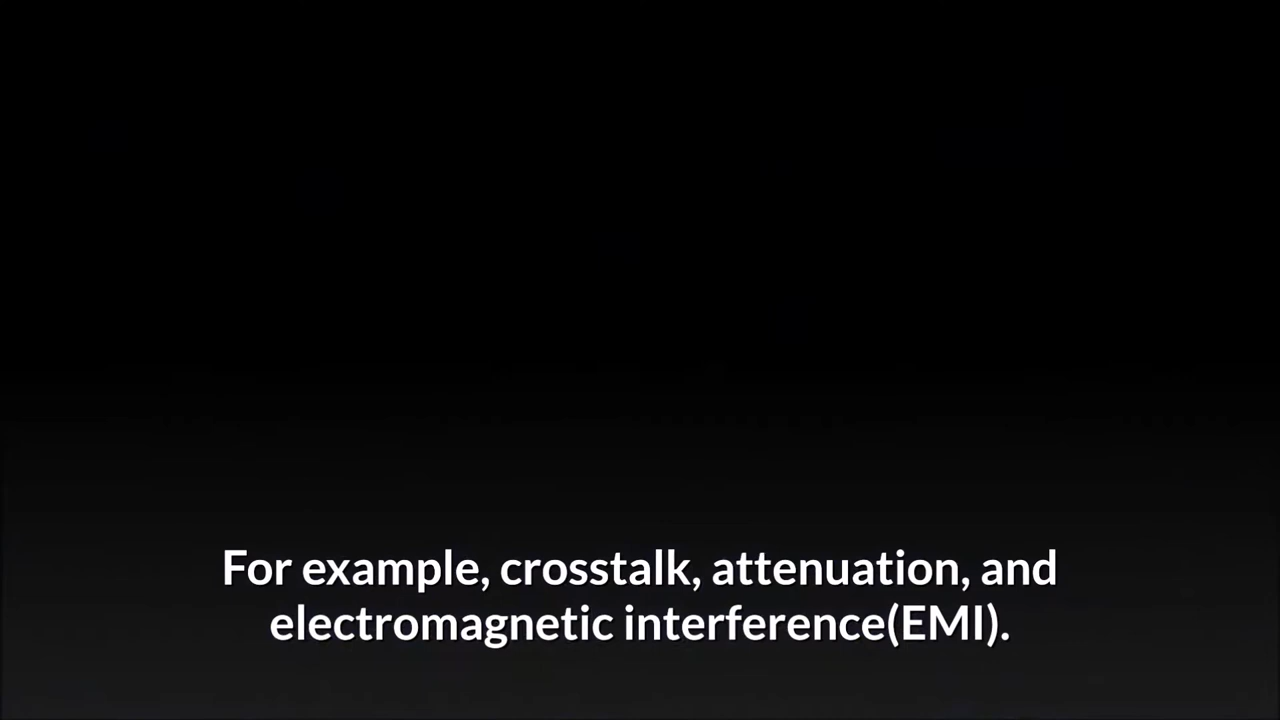 For example, crosstalk, attenuation, and
electromagnetic interference(EMI).